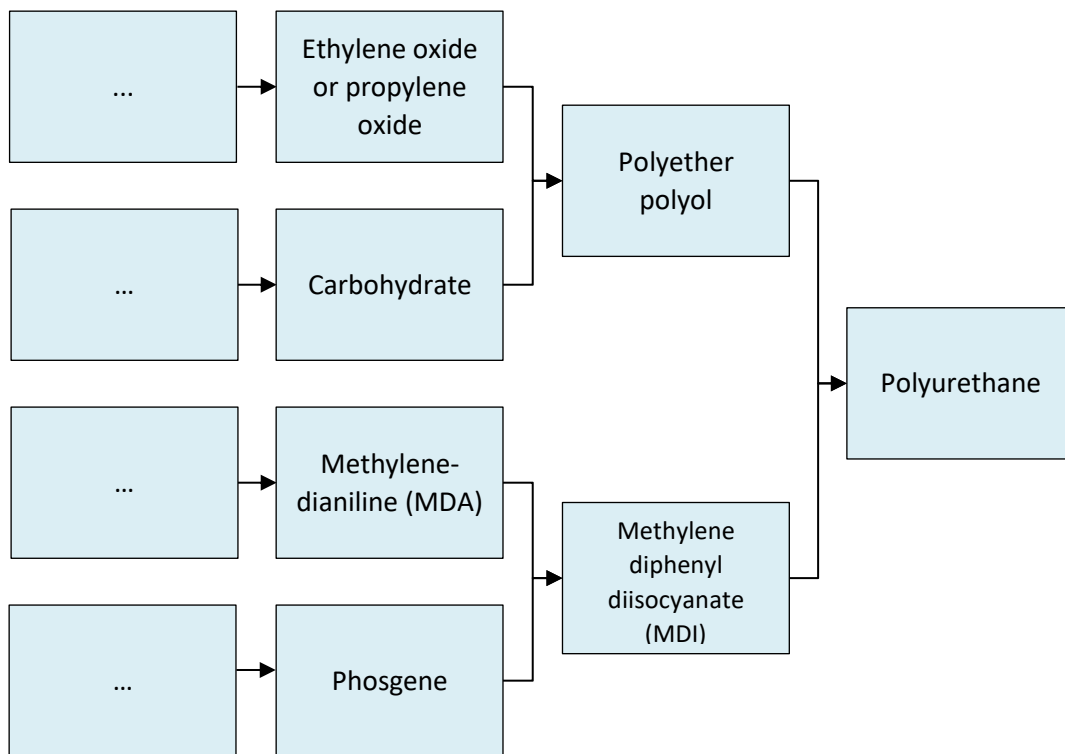 ...
Ethylene oxide
or propylene
oxide
Polyether
polyol
...
Carbohydrate
Polyurethane
...
Methylene-
dianiline (MDA)
Methylene
diphenyl
diisocyanate
(MDI)
...
Phosgene